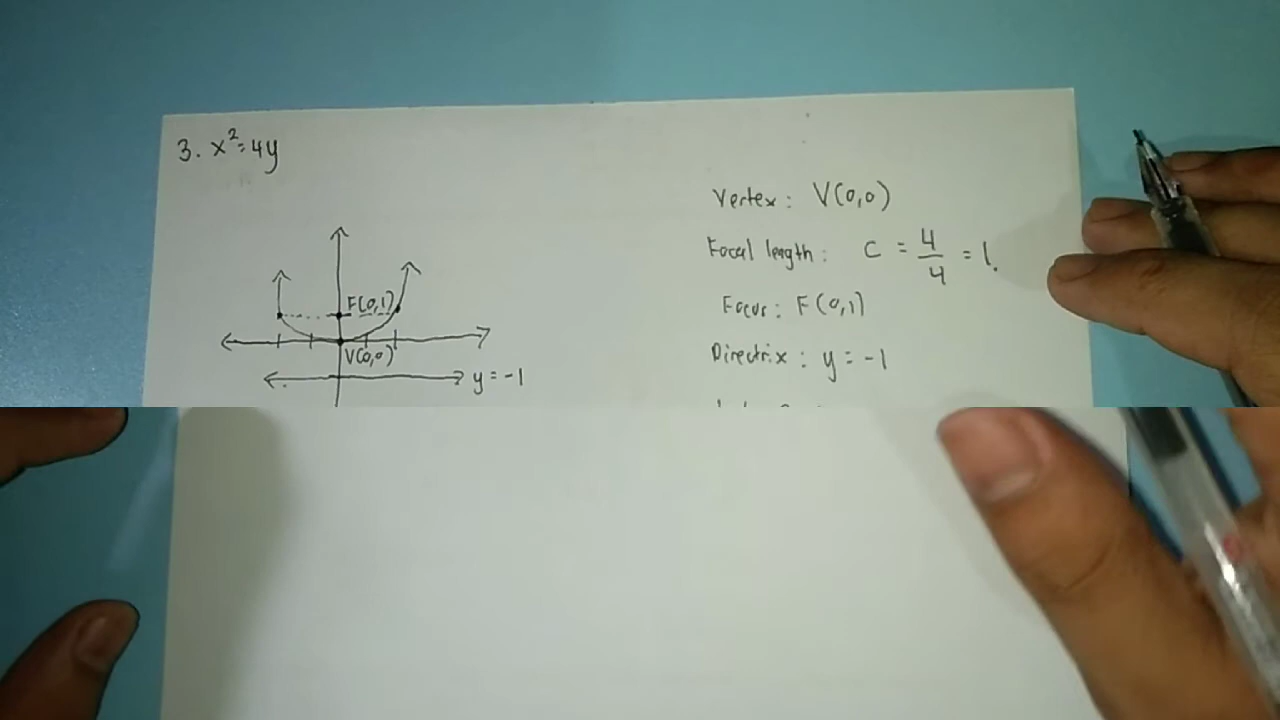 3. x²=4y
Vertex: V(0,0)
Focal length: C = 4/4 = 1.
Focus: F(0,1)
Directrix: y = -1
F(0,1)
V(0,0)
y = -1